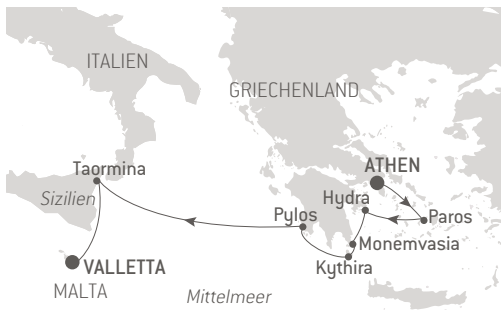 ITALIEN
GRIECHENLAND
Taormina
ATHEN
Sizilien
Hydra
Pylos
Paros
Monemvasia
VALLETTA
Kythira
MALTA
Mittelmeer